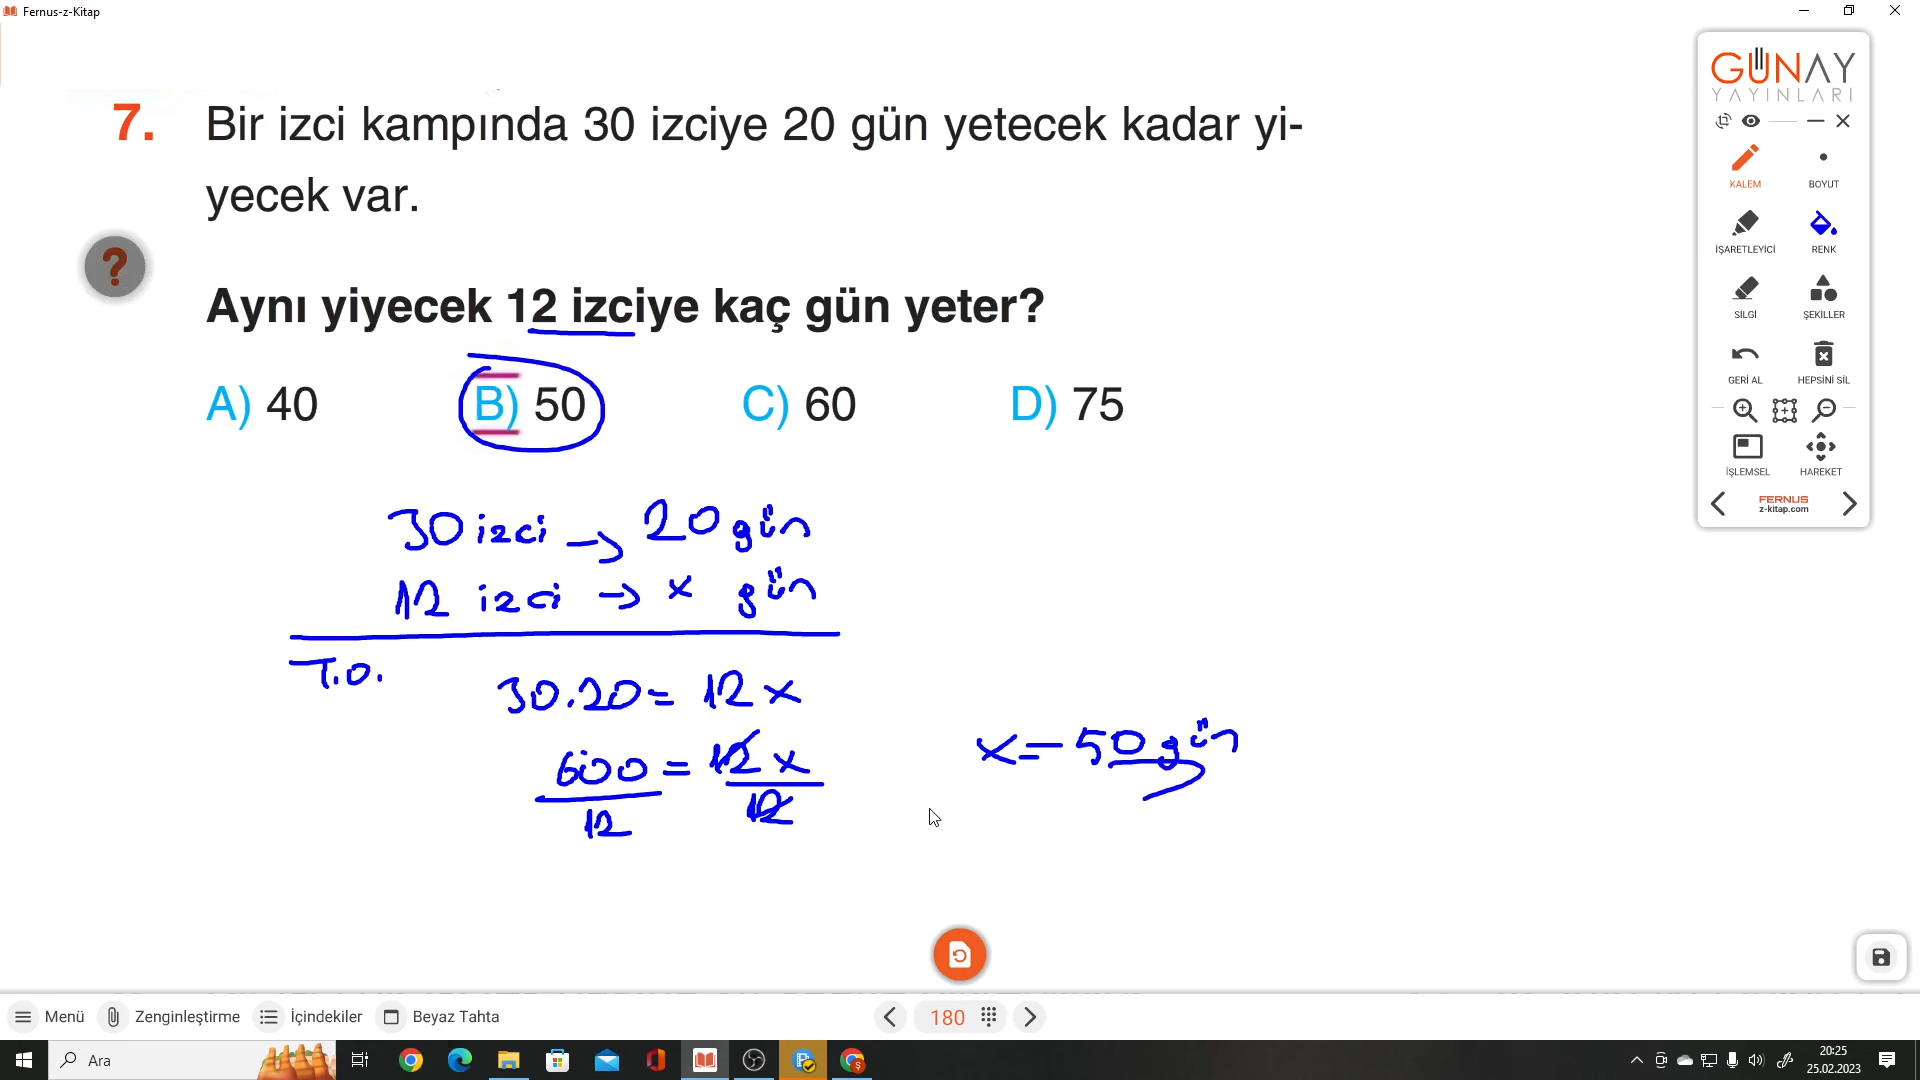 Fernus-z-Kitap
GÜNAY
YAYINLARI
7. Bir izci kampında 30 izciye 20 gün yetecek kadar yi-
yecek var.
?
Aynı yiyecek 12 izciye kaç gün yeter?
A) 40 B) 50 C) 60 D) 75
30 izci → 20 gün
12 izci → x gün
T.O.
30.20 = 12x
600 = 12x
12 12
x = 50 gün
KALEM BOYUT
İŞARETLEYİCİ RENK
SİLGİ ŞEKİLLER
GERİ AL HEPSİNİ SİL
İŞLEMSEL HAREKET
FERNUS
z-kitap.com
Menü Zenginleştirme İçindekiler Beyaz Tahta 180
Ara
20:25
25.02.2023